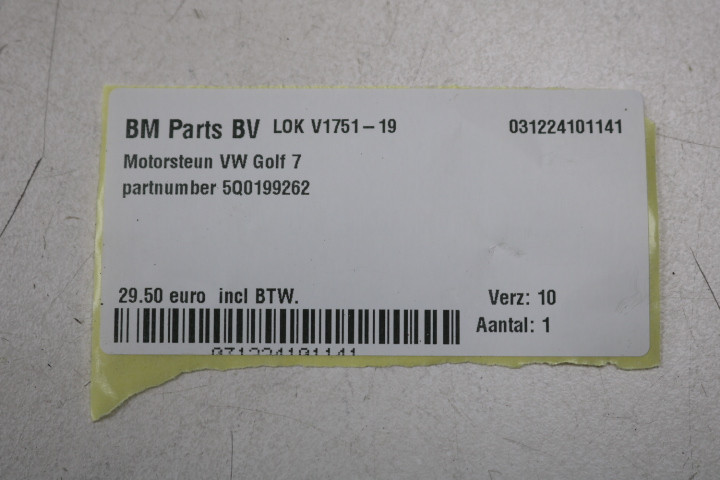 BM Parts BV LOK V1751-19 031224101141
Motorsteun VW Golf 7
partnumber 5Q0199262
29.50 euro incl BTW. Verz: 10
Aantal: 1
031224101141